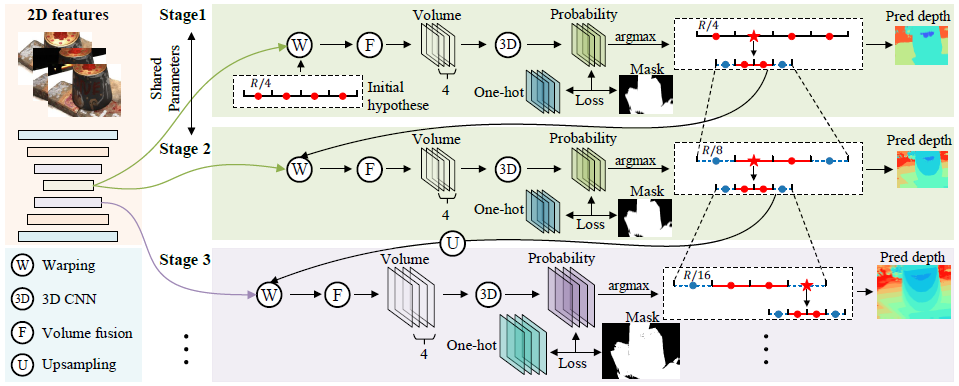 2D features
Shared
Parameters
W
Warping
3D
3D CNN
F
Volume fusion
U
Upsampling
Stage1
W
F
Volume
4
3D
Probability
argmax
R/4
Initial
hypothese
One-hot
Loss
Mask
R/4
Pred depth
Stage 2
W
F
Volume
4
3D
Probability
argmax
One-hot
Loss
Mask
R/8
Pred depth
U
Stage 3
W
F
Volume
4
3D
Probability
argmax
One-hot
Loss
Mask
R/16
Pred depth